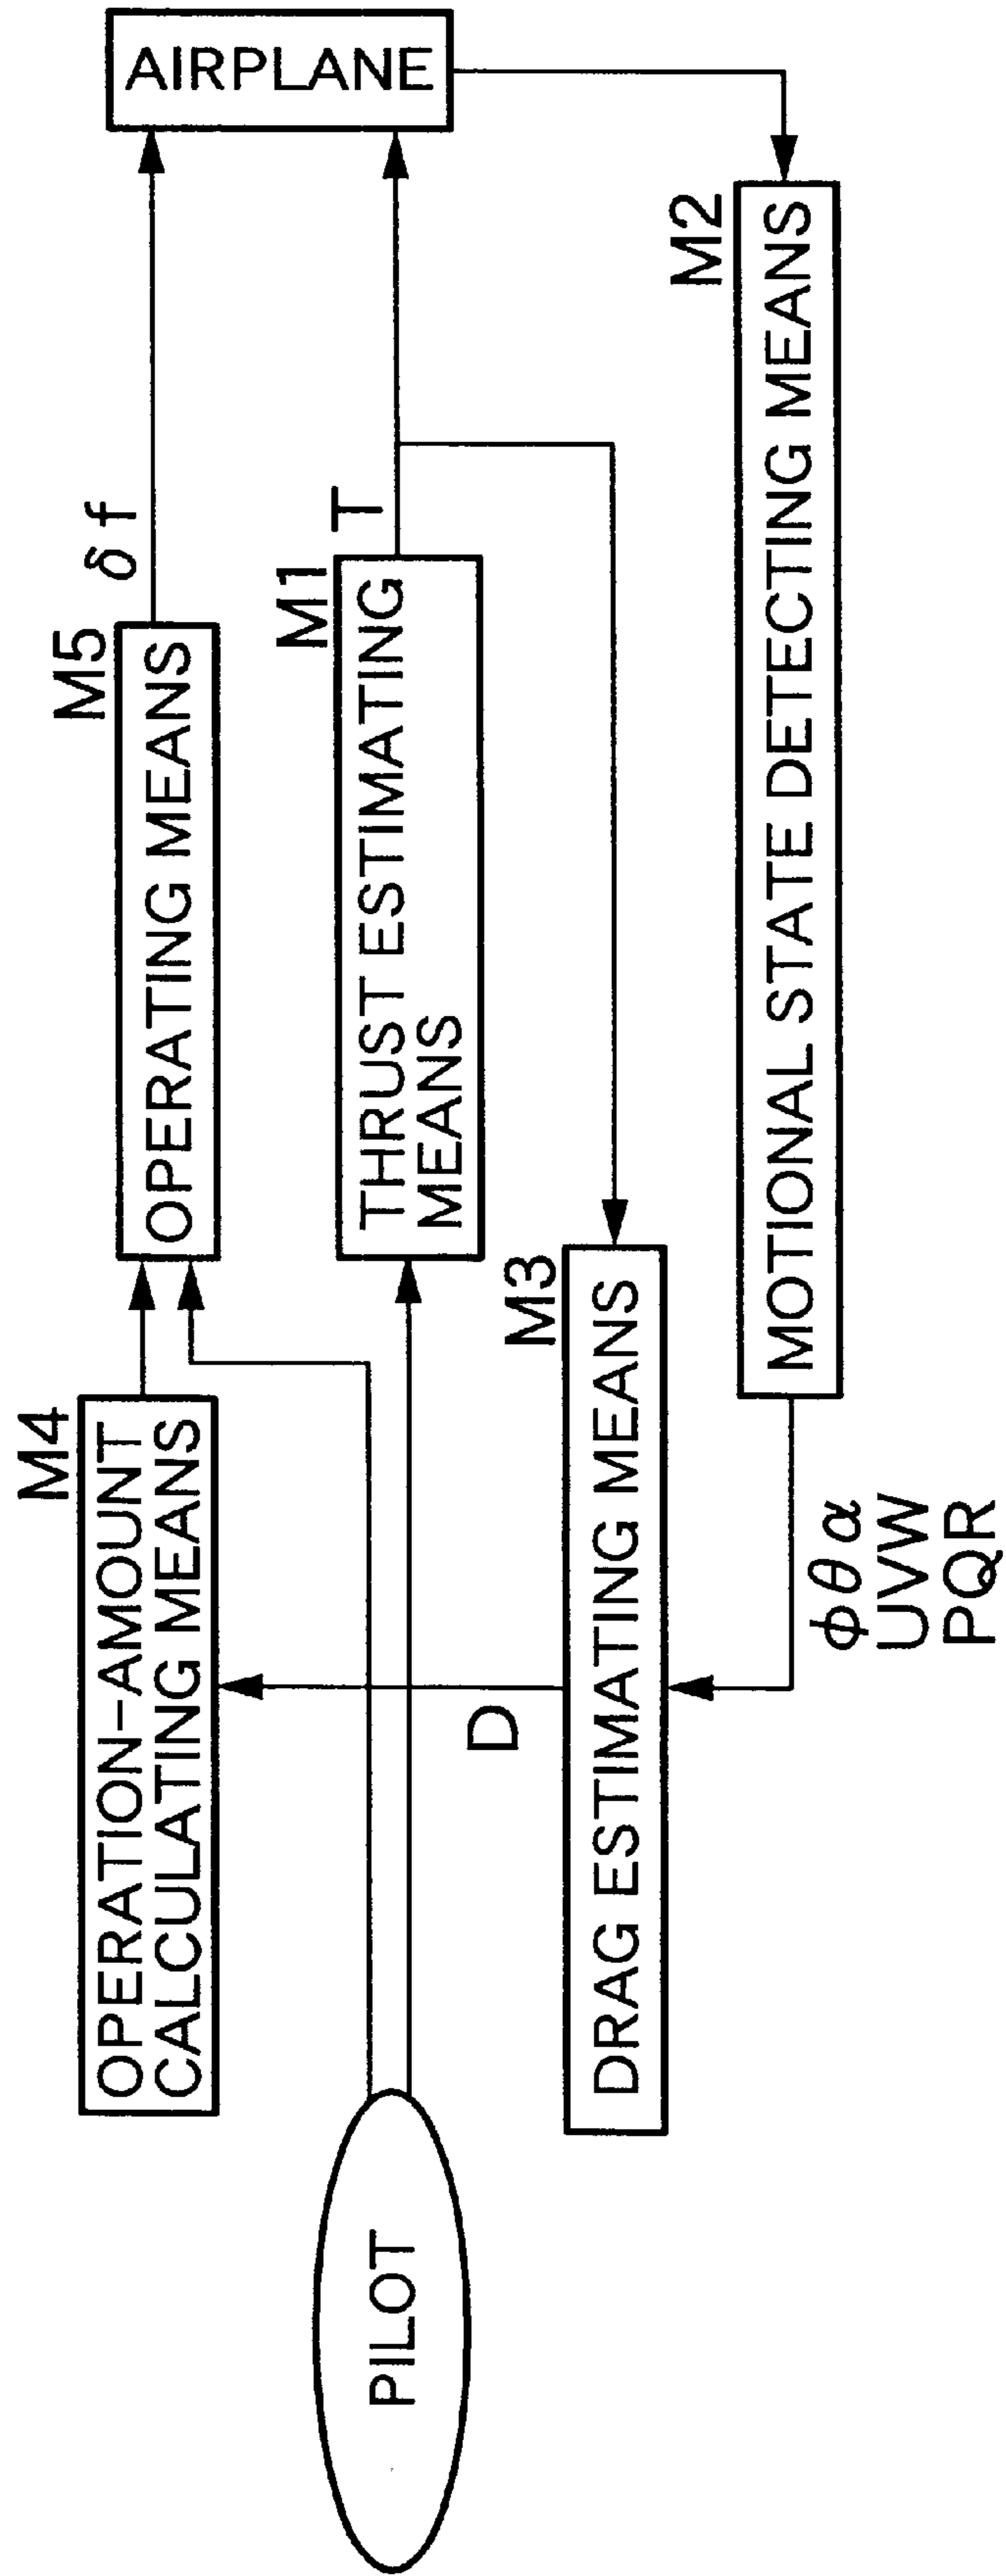 M4
OPERATION-AMOUNT
CALCULATING MEANS
M5
OPERATING MEANS
δf
AIRPLANE
PILOT
M1
THRUST ESTIMATING
MEANS
T
D
M3
DRAG ESTIMATING MEANS
M2
MOTIONAL STATE DETECTING MEANS
φθα
UVW
PQR